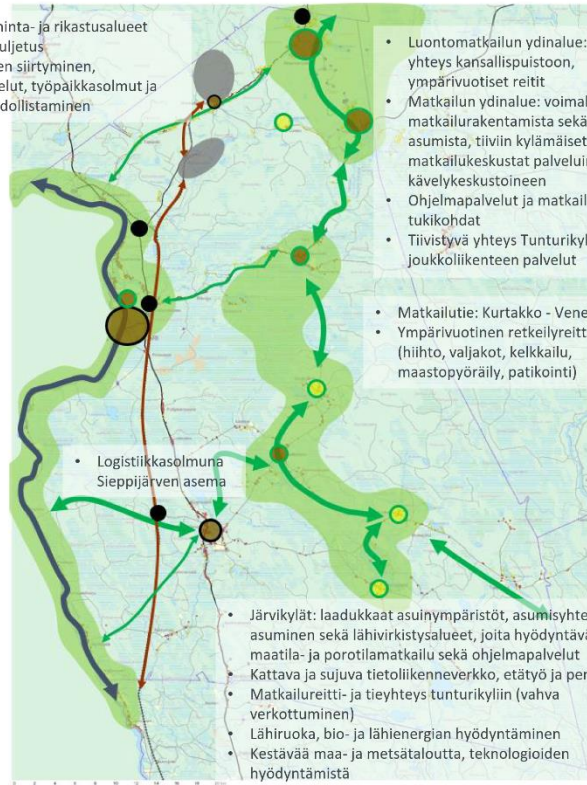 ninta- ja rikastusalueet
uljetus
en siirtyminen,
elut, työpaikkasolmut ja
dollistaminen
• Luontomatkailun ydinalue:
yhteys kansallispuistoon,
ympärivuotiset reitit
• Matkailun ydinalue: voimal
matkailurakentamista sekä
asumista, tiiviin kylämäiset
matkailukeskustat palveluin
kävelykeskustoineen
• Ohjelmapalvelut ja matkail
tukikohdat
• Tiivistyvä yhteys Tunturikyl
joukkoliikenteen palvelut
• Matkailutie: Kurtakko - Vene
• Ympärivuotinen retkeilyreitt
(hiihto, valjakot, kelkkailu,
maastopyöräily, patikointi)
• Logistiikkasolmuna
Sieppijärven asema
• Järvikylät: laadukkaat asuinympäristöt, asumisyhte
asuminen sekä lähivirkistysalueet, joita hyödyntävä
maatila- ja porotilamatkailu sekä ohjelmapalvelut
• Kattava ja sujuva tietoliikenneverkko, etätyö ja per
• Matkailureitti- ja tieyhteys tunturikyliin (vahva
verkottuminen)
• Lähiruoka, bio- ja lähienergian hyödyntäminen
• Kestävää maa- ja metsätaloutta, teknologioiden
hyödyntämistä